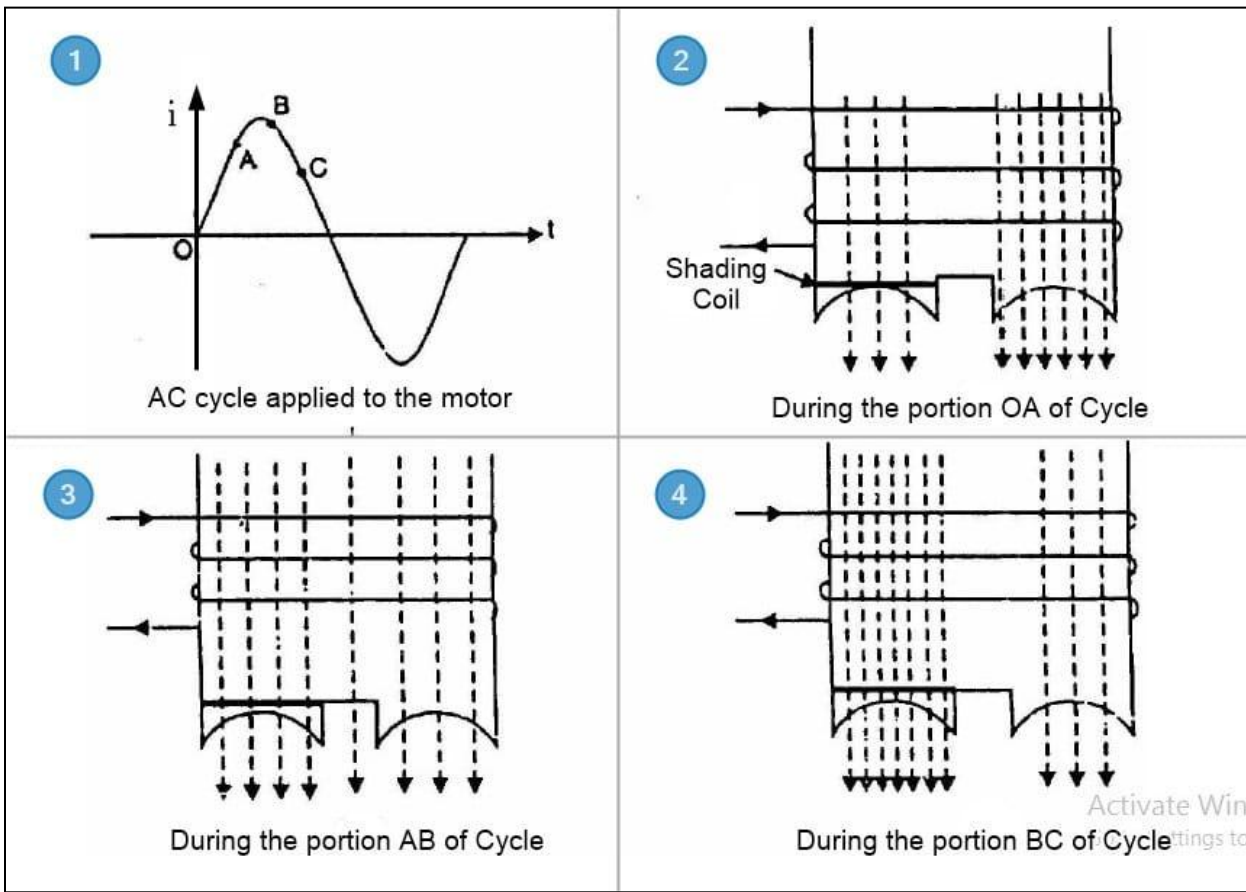 1
i
B
A
C
O
t
AC cycle applied to the motor
2
Shading
Coil
During the portion OA of Cycle
3
During the portion AB of Cycle
4
During the portion BC of Cycle
Activate Win
ttings to